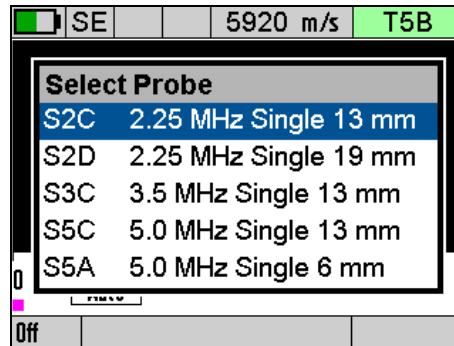 SE 5920 m/s T5B
Select Probe
S2C 2.25 MHz Single 13 mm
S2D 2.25 MHz Single 19 mm
S3C 3.5 MHz Single 13 mm
S5C 5.0 MHz Single 13 mm
S5A 5.0 MHz Single 6 mm
0
Off